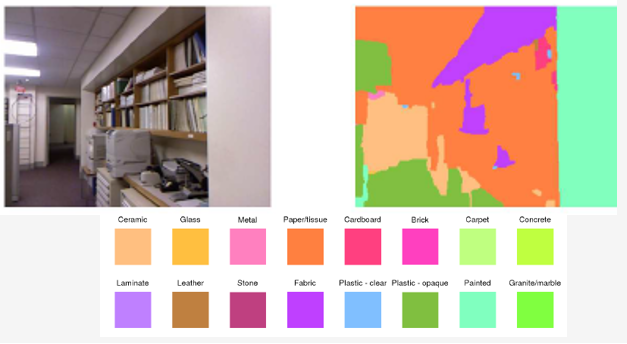 Ceramic Glass Metal Paper/tissue Cardboard Brick Carpet Concrete
Laminate Leather Stone Fabric Plastic - clear Plastic - opaque Painted Granite/marble